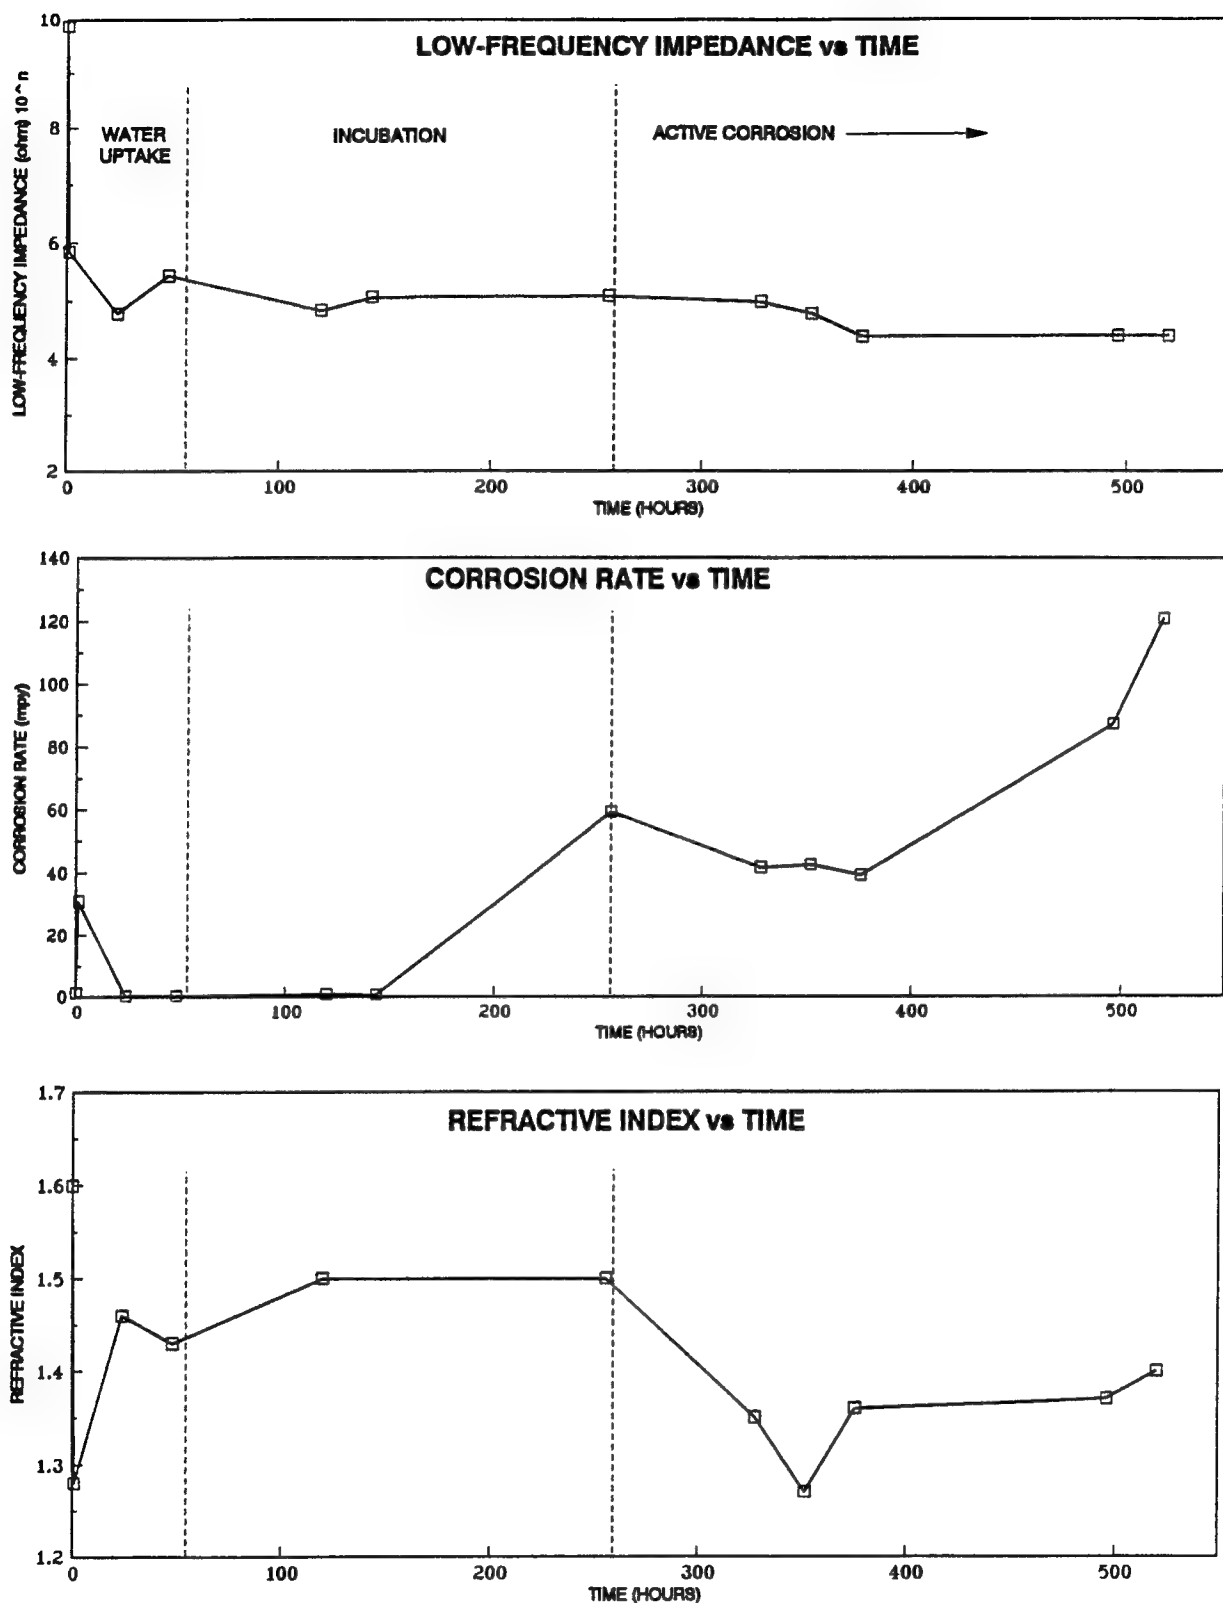 LOW-FREQUENCY IMPEDANCE vs TIME
LOW-FREQUENCY IMPEDANCE (ohm) 10^n
10
8
6
4
2
WATER
UPTAKE
INCUBATION
ACTIVE CORROSION
0 100 200 300 400 500
TIME (HOURS)
CORROSION RATE vs TIME
CORROSION RATE (mpy)
140
120
100
80
60
40
20
0
0 100 200 300 400 500
TIME (HOURS)
REFRACTIVE INDEX vs TIME
REFRACTIVE INDEX
1.7
1.6
1.5
1.4
1.3
1.2
0 100 200 300 400 500
TIME (HOURS)